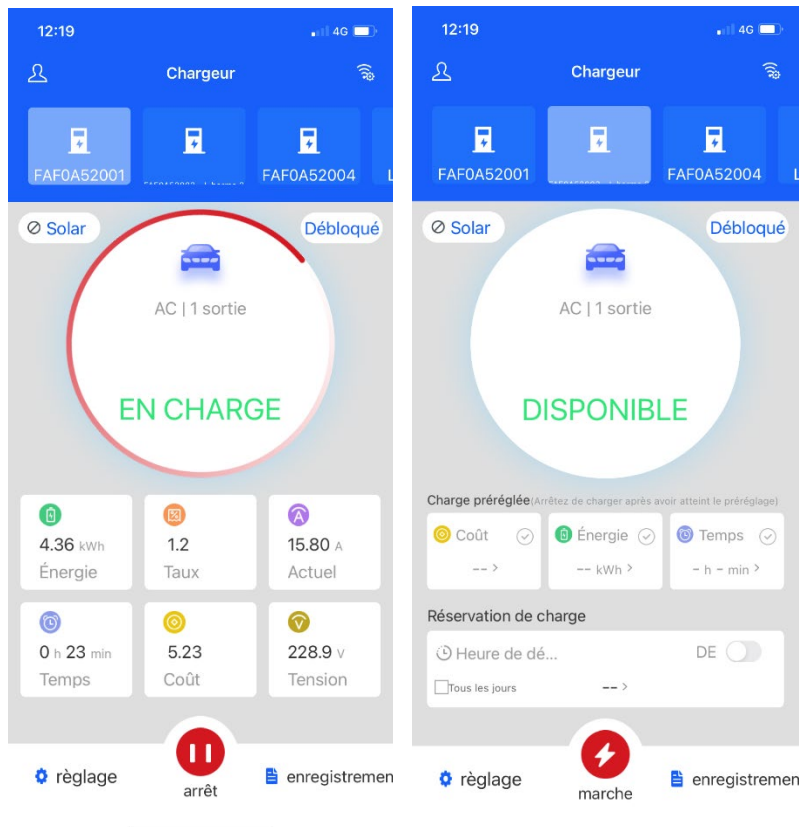 12:19
4G
Chargeur
FAF0A52001
FAF0A52004
Solar
Débloqué
AC | 1 sortie
EN CHARGE
4.36 kWh
Énergie
1.2
Taux
15.80 A
Actuel
0 h 23 min
Temps
5.23
Coût
228.9 V
Tension
règlage
arrêt
enregistremen
12:19
4G
Chargeur
FAF0A52001
FAF0A52004
L
Solar
Débloqué
AC | 1 sortie
DISPONIBLE
Charge préréglée(Arrêtez de charger après avoir atteint le préréglage)
Coût
-- >
Énergie
-- kWh >
Temps
- h - min >
Réservation de charge
Heure de dé...
DE
Tous les jours
-- >
règlage
marche
enregistremen